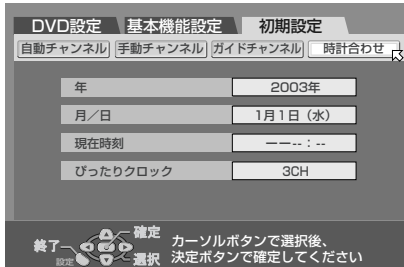 DVD設定 基本機能設定 初期設定
自動チャンネル 手動チャンネル ガイドチャンネル 時計合わせ
年 2003年
月／日 1月1日（水）
現在時刻 ーー--：--
ぴったりクロック 3CH
終了 確定 カーソルボタンで選択後、
設定 選択 決定ボタンで確定してください